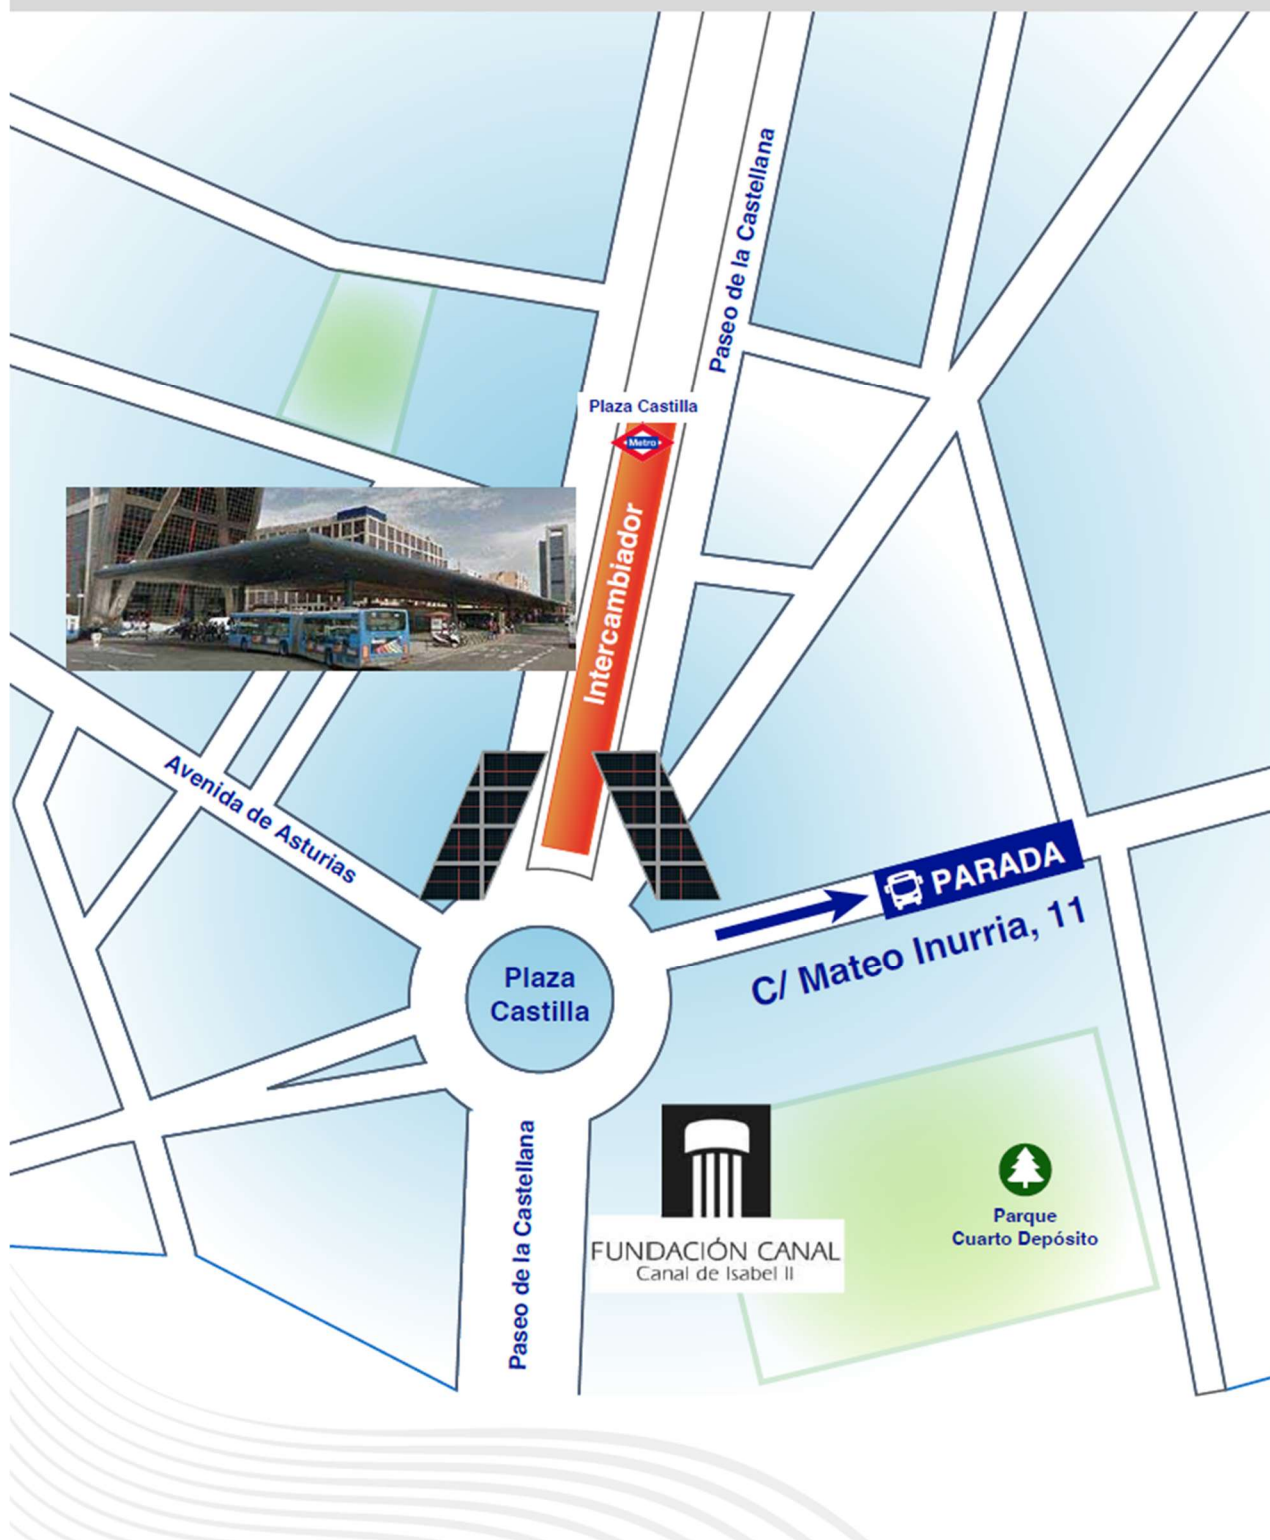 Paseo de la Castellana
Plaza Castilla
Metro
Intercambiador
Avenida de Asturias
PARADA
C/ Mateo Inurria, 11
Plaza
Castilla
Paseo de la Castellana
FUNDACIÓN CANAL
Canal de Isabel II
Parque
Cuarto Depósito